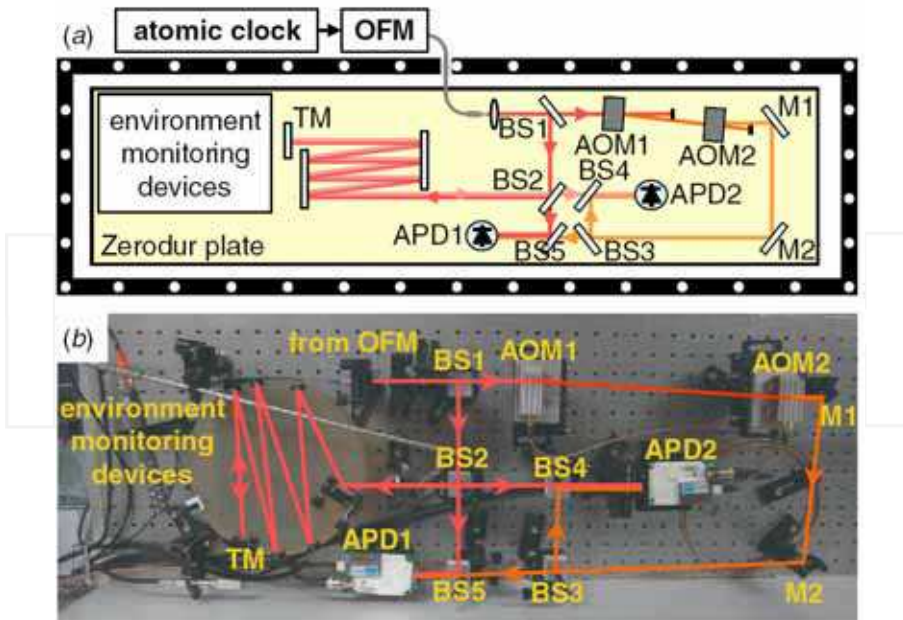 (a)
atomic clock
OFM
environment
monitoring
devices
TM
BS1
AOM1
AOM2
M1
BS2
BS4
APD2
APD1
BS5
BS3
M2
Zerodur plate
(b)
from OFM
BS1
AOM1
AOM2
M1
environment
monitoring
devices
BS2
BS4
APD2
TM
APD1
BS5
BS3
M2